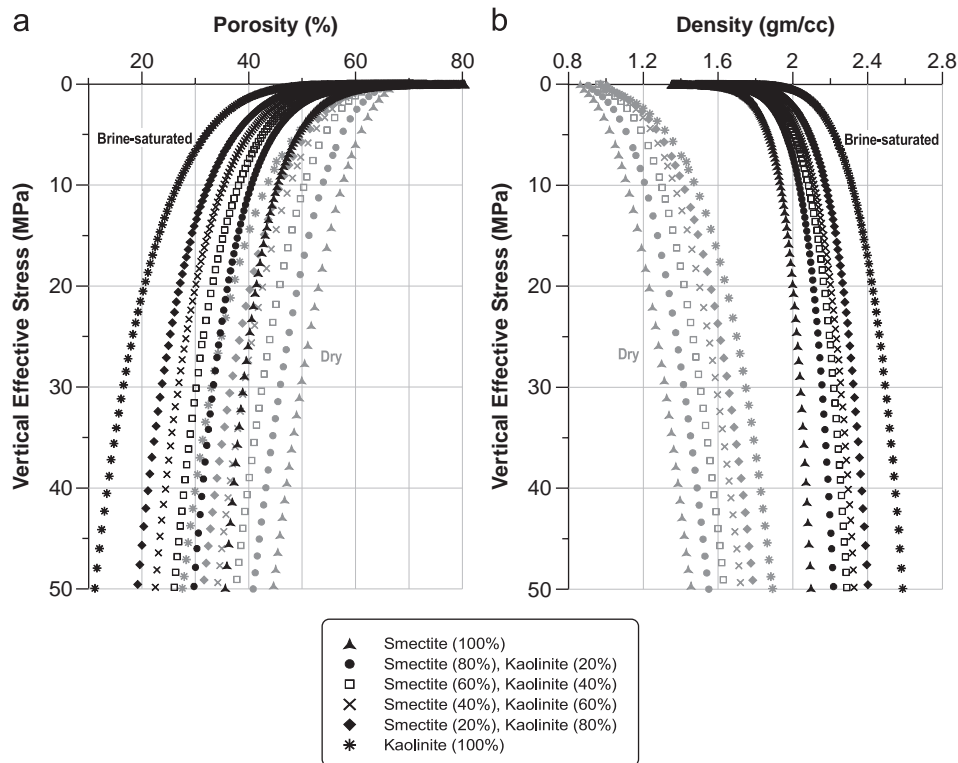 a
Porosity (%)
20 40 60 80
0
10
20
30
40
50
Vertical Effective Stress (MPa)
Brine-saturated
Dry
b
Density (gm/cc)
0.8 1.2 1.6 2 2.4 2.8
0
10
20
30
40
50
Vertical Effective Stress (MPa)
Brine-saturated
Dry
Smectite (100%)
Smectite (80%), Kaolinite (20%)
Smectite (60%), Kaolinite (40%)
Smectite (40%), Kaolinite (60%)
Smectite (20%), Kaolinite (80%)
Kaolinite (100%)